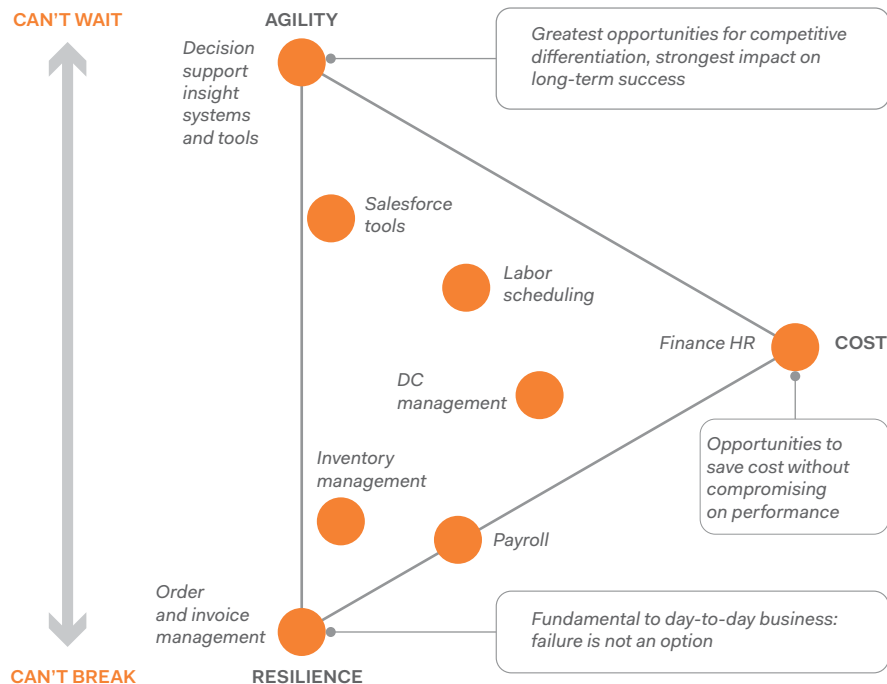 CAN'T WAIT
AGILITY
Decision
support
insight
systems
and tools
Greatest opportunities for competitive
differentiation, strongest impact on
long-term success
Salesforce
tools
Labor
scheduling
Finance HR
COST
DC
management
Opportunities to
save cost without
compromising
on performance
Inventory
management
Payroll
Order
and invoice
management
Fundamental to day-to-day business:
failure is not an option
CAN'T BREAK
RESILIENCE